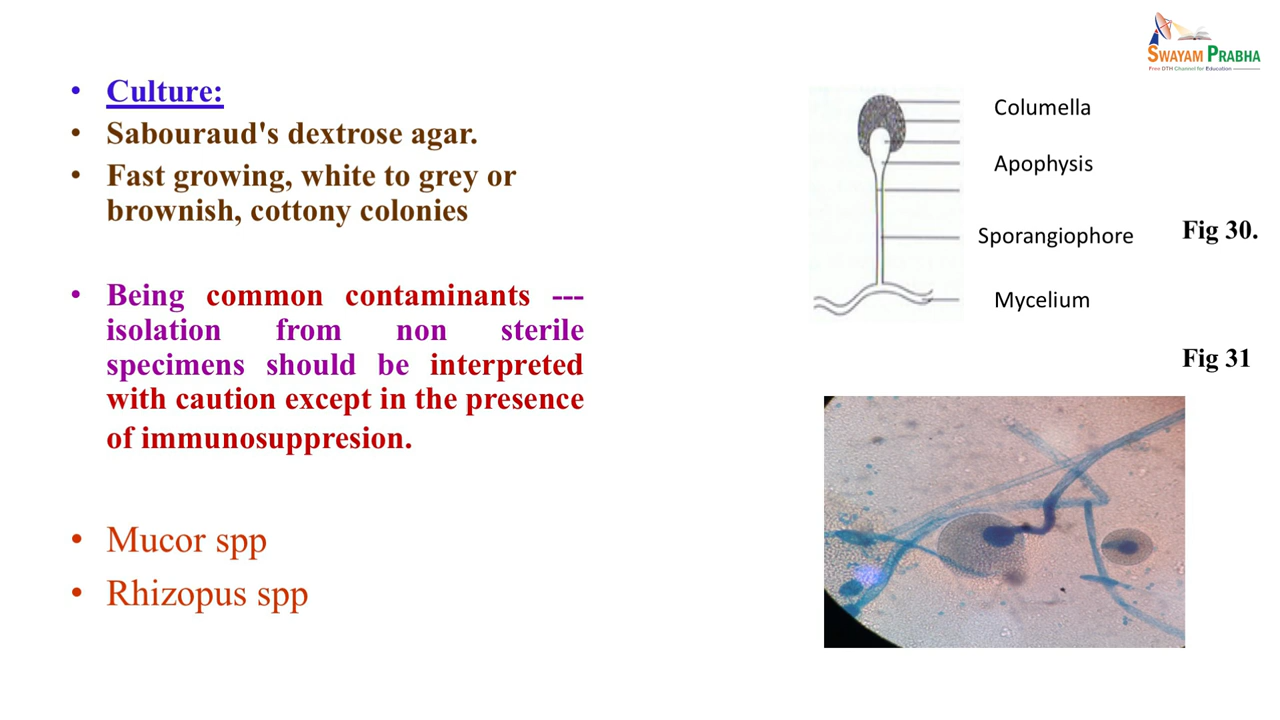 SWAYAM PRABHA
Free DTH Channel for Education
• Culture:
• Sabouraud's dextrose agar.
• Fast growing, white to grey or
brownish, cottony colonies
• Being common contaminants ---
isolation from non sterile
specimens should be interpreted
with caution except in the presence
of immunosuppresion.
• Mucor spp
• Rhizopus spp
Columella
Apophysis
Sporangiophore
Mycelium
Fig 30.
Fig 31